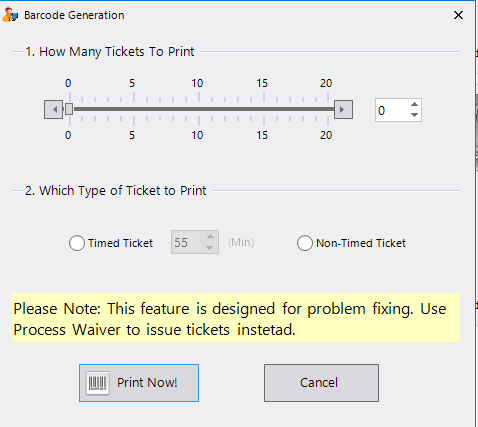 Barcode Generation
1. How Many Tickets To Print
0 5 10 15 20
0
0 5 10 15 20
2. Which Type of Ticket to Print
Timed Ticket 55 (Min) Non-Timed Ticket
Please Note: This feature is designed for problem fixing. Use
Process Waiver to issue tickets instetad.
Print Now! Cancel